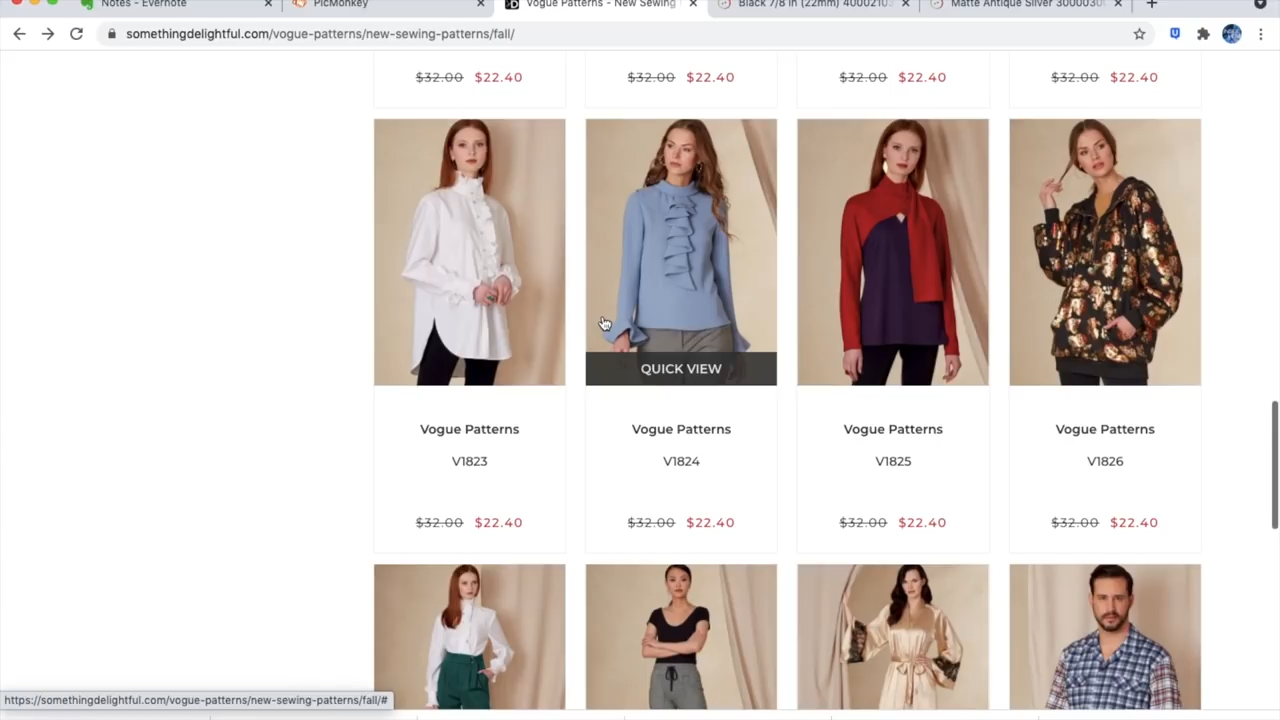 Notes - Evernote
PicMonkey
Vogue Patterns - New Sewing
Black 7/8 in (22mm) 4000210
Matte Antique Silver 3000030
somethingdelightful.com/vogue-patterns/new-sewing-patterns/fall/
$32.00 $22.40 $32.00 $22.40 $32.00 $22.40 $32.00 $22.40
QUICK VIEW
Vogue Patterns Vogue Patterns Vogue Patterns Vogue Patterns
V1823 V1824 V1825 V1826
$32.00 $22.40 $32.00 $22.40 $32.00 $22.40 $32.00 $22.40
https://somethingdelightful.com/vogue-patterns/new-sewing-patterns/fall/#